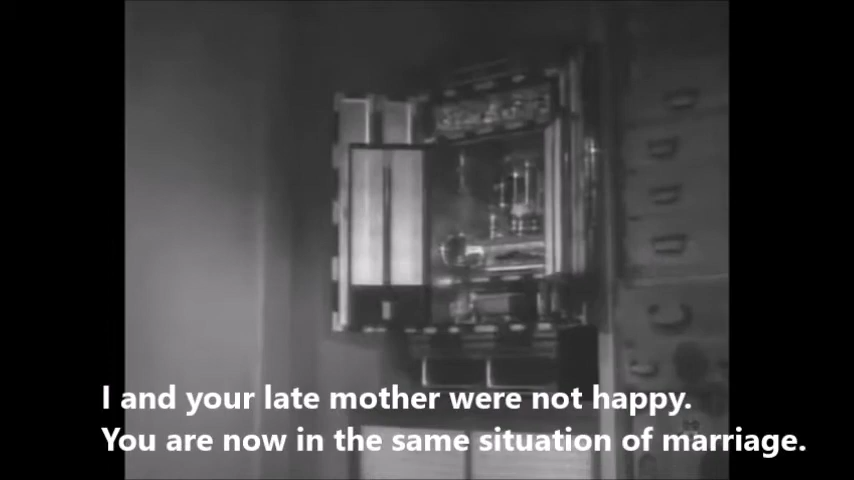 I and your late mother were not happy.
You are now in the same situation of marriage.